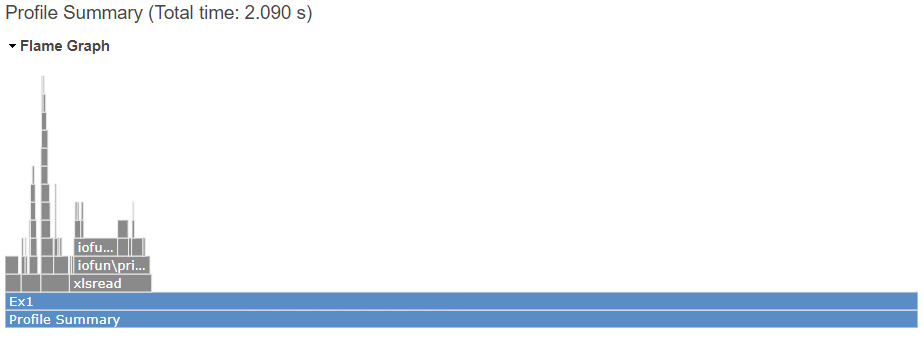 Profile Summary (Total time: 2.090 s)
Flame Graph
iofu...
iofun\pri...
xlsread
Ex1
Profile Summary